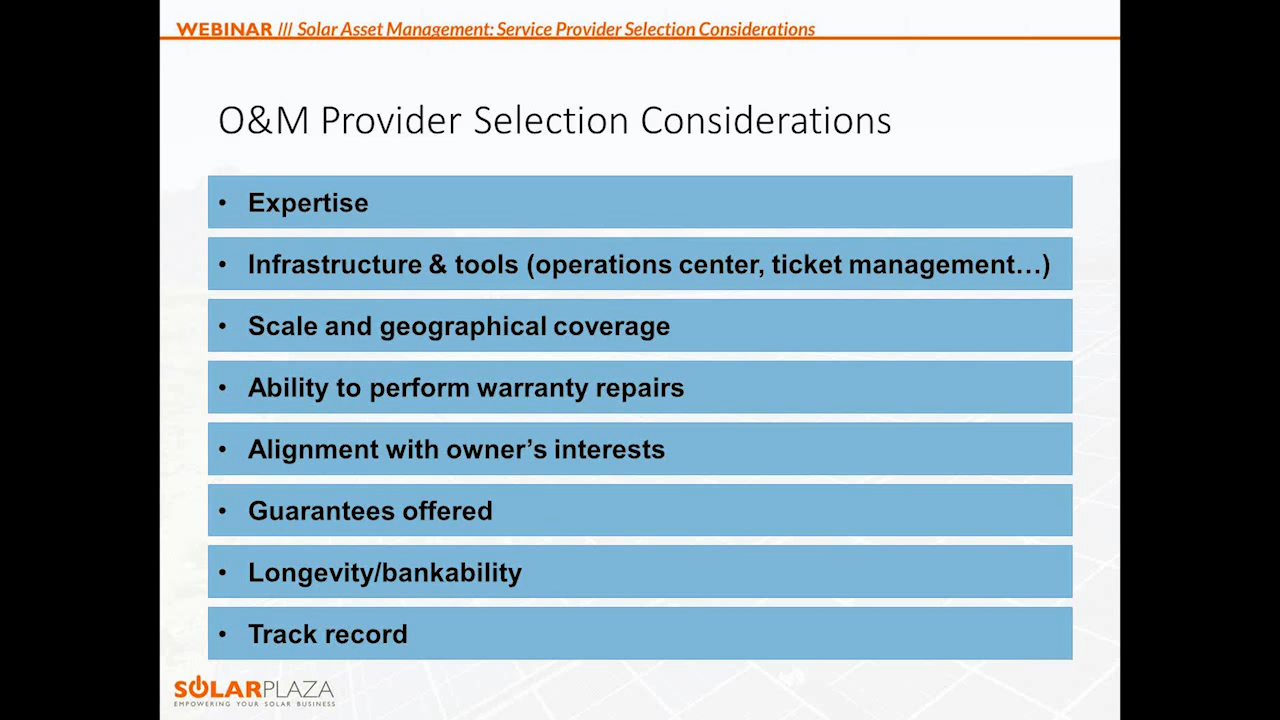 WEBINAR /// Solar Asset Management: Service Provider Selection Considerations
O&M Provider Selection Considerations
• Expertise
• Infrastructure & tools (operations center, ticket management…)
• Scale and geographical coverage
• Ability to perform warranty repairs
• Alignment with owner’s interests
• Guarantees offered
• Longevity/bankability
• Track record
SOLARPLAZA
EMPOWERING YOUR SOLAR BUSINESS